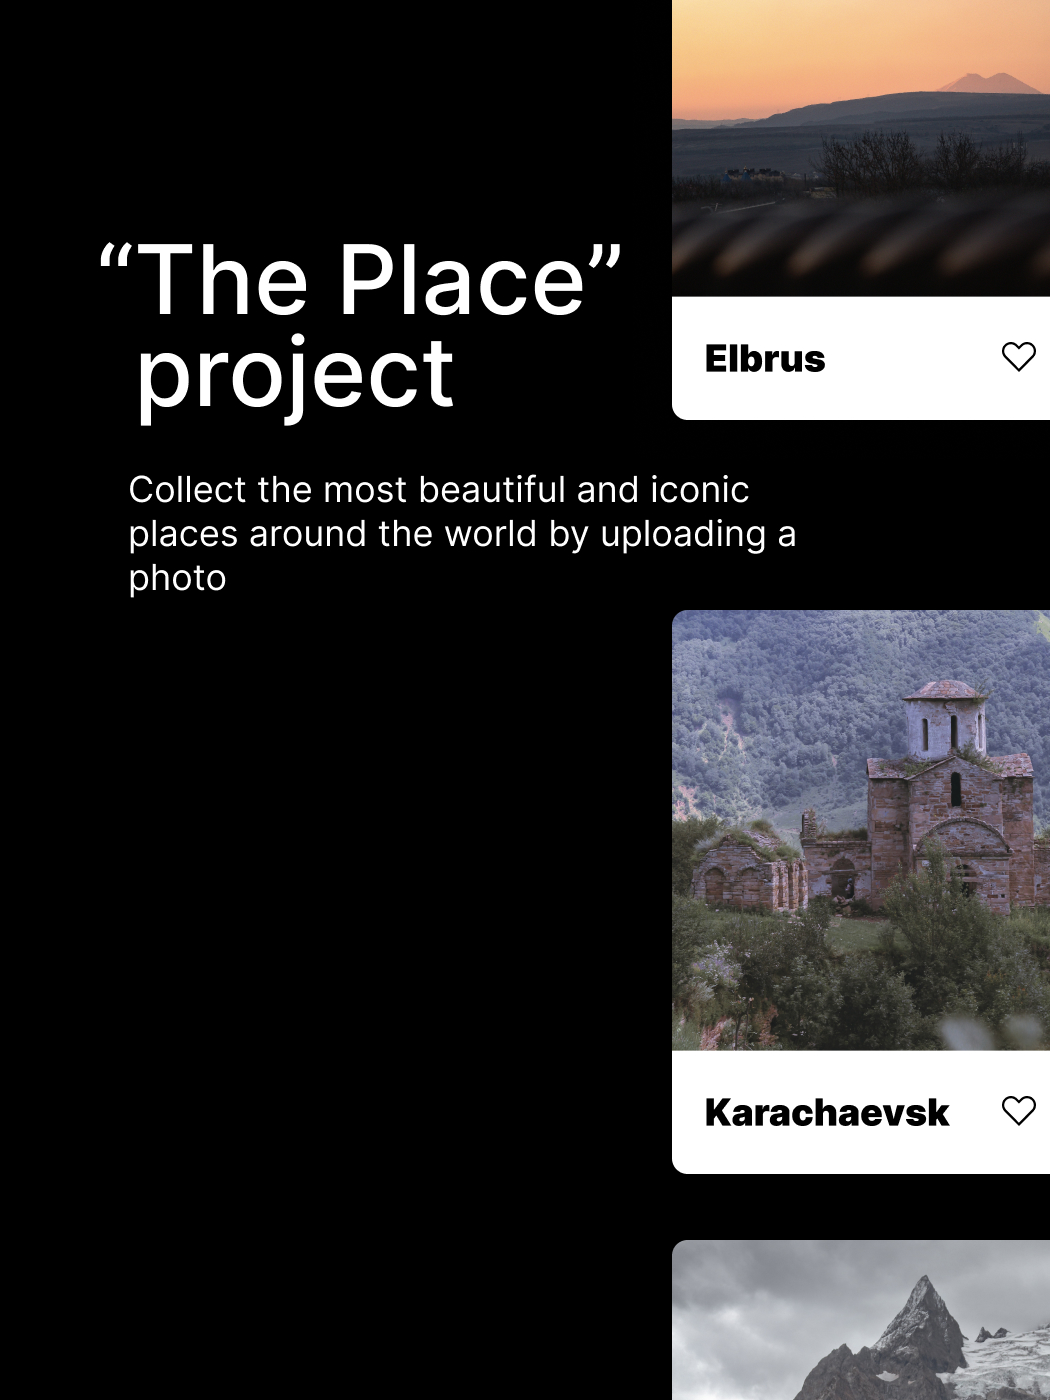 “The Place”
project
Collect the most beautiful and iconic
places around the world by uploading a
photo
Elbrus
Karachaevsk